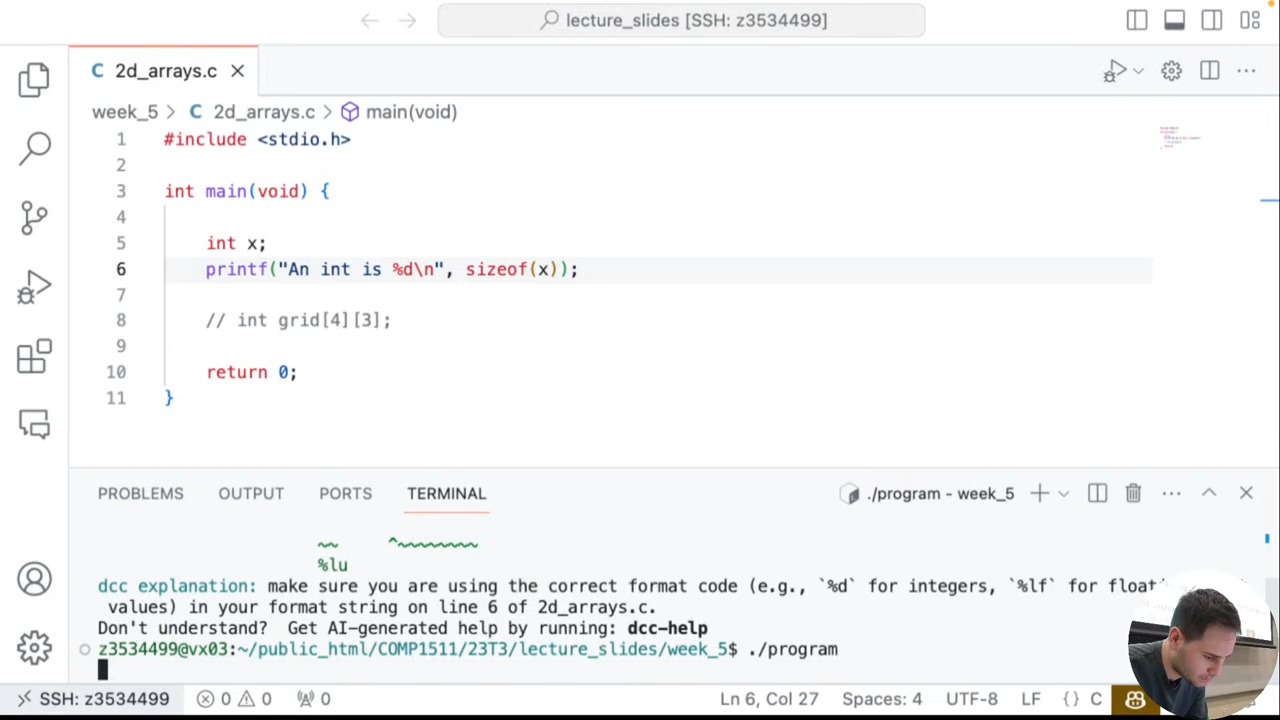 lecture_slides [SSH: z3534499]
C 2d_arrays.c
week_5 > C 2d_arrays.c > main(void)
1 #include <stdio.h>
2
3 int main(void) {
4
5 int x;
6 printf("An int is %d\n", sizeof(x));
7
8 // int grid[4][3];
9
10 return 0;
11 }
PROBLEMS OUTPUT PORTS TERMINAL ./program - week_5
~~ ^~~~~~~~~
%lu
dcc explanation: make sure you are using the correct format code (e.g., `%d` for integers, `%lf` for float
values) in your format string on line 6 of 2d_arrays.c.
Don't understand? Get AI-generated help by running: dcc-help
z3534499@vx03:~/public_html/COMP1511/23T3/lecture_slides/week_5$ ./program
SSH: z3534499 0 0 0 Ln 6, Col 27 Spaces: 4 UTF-8 LF {} C